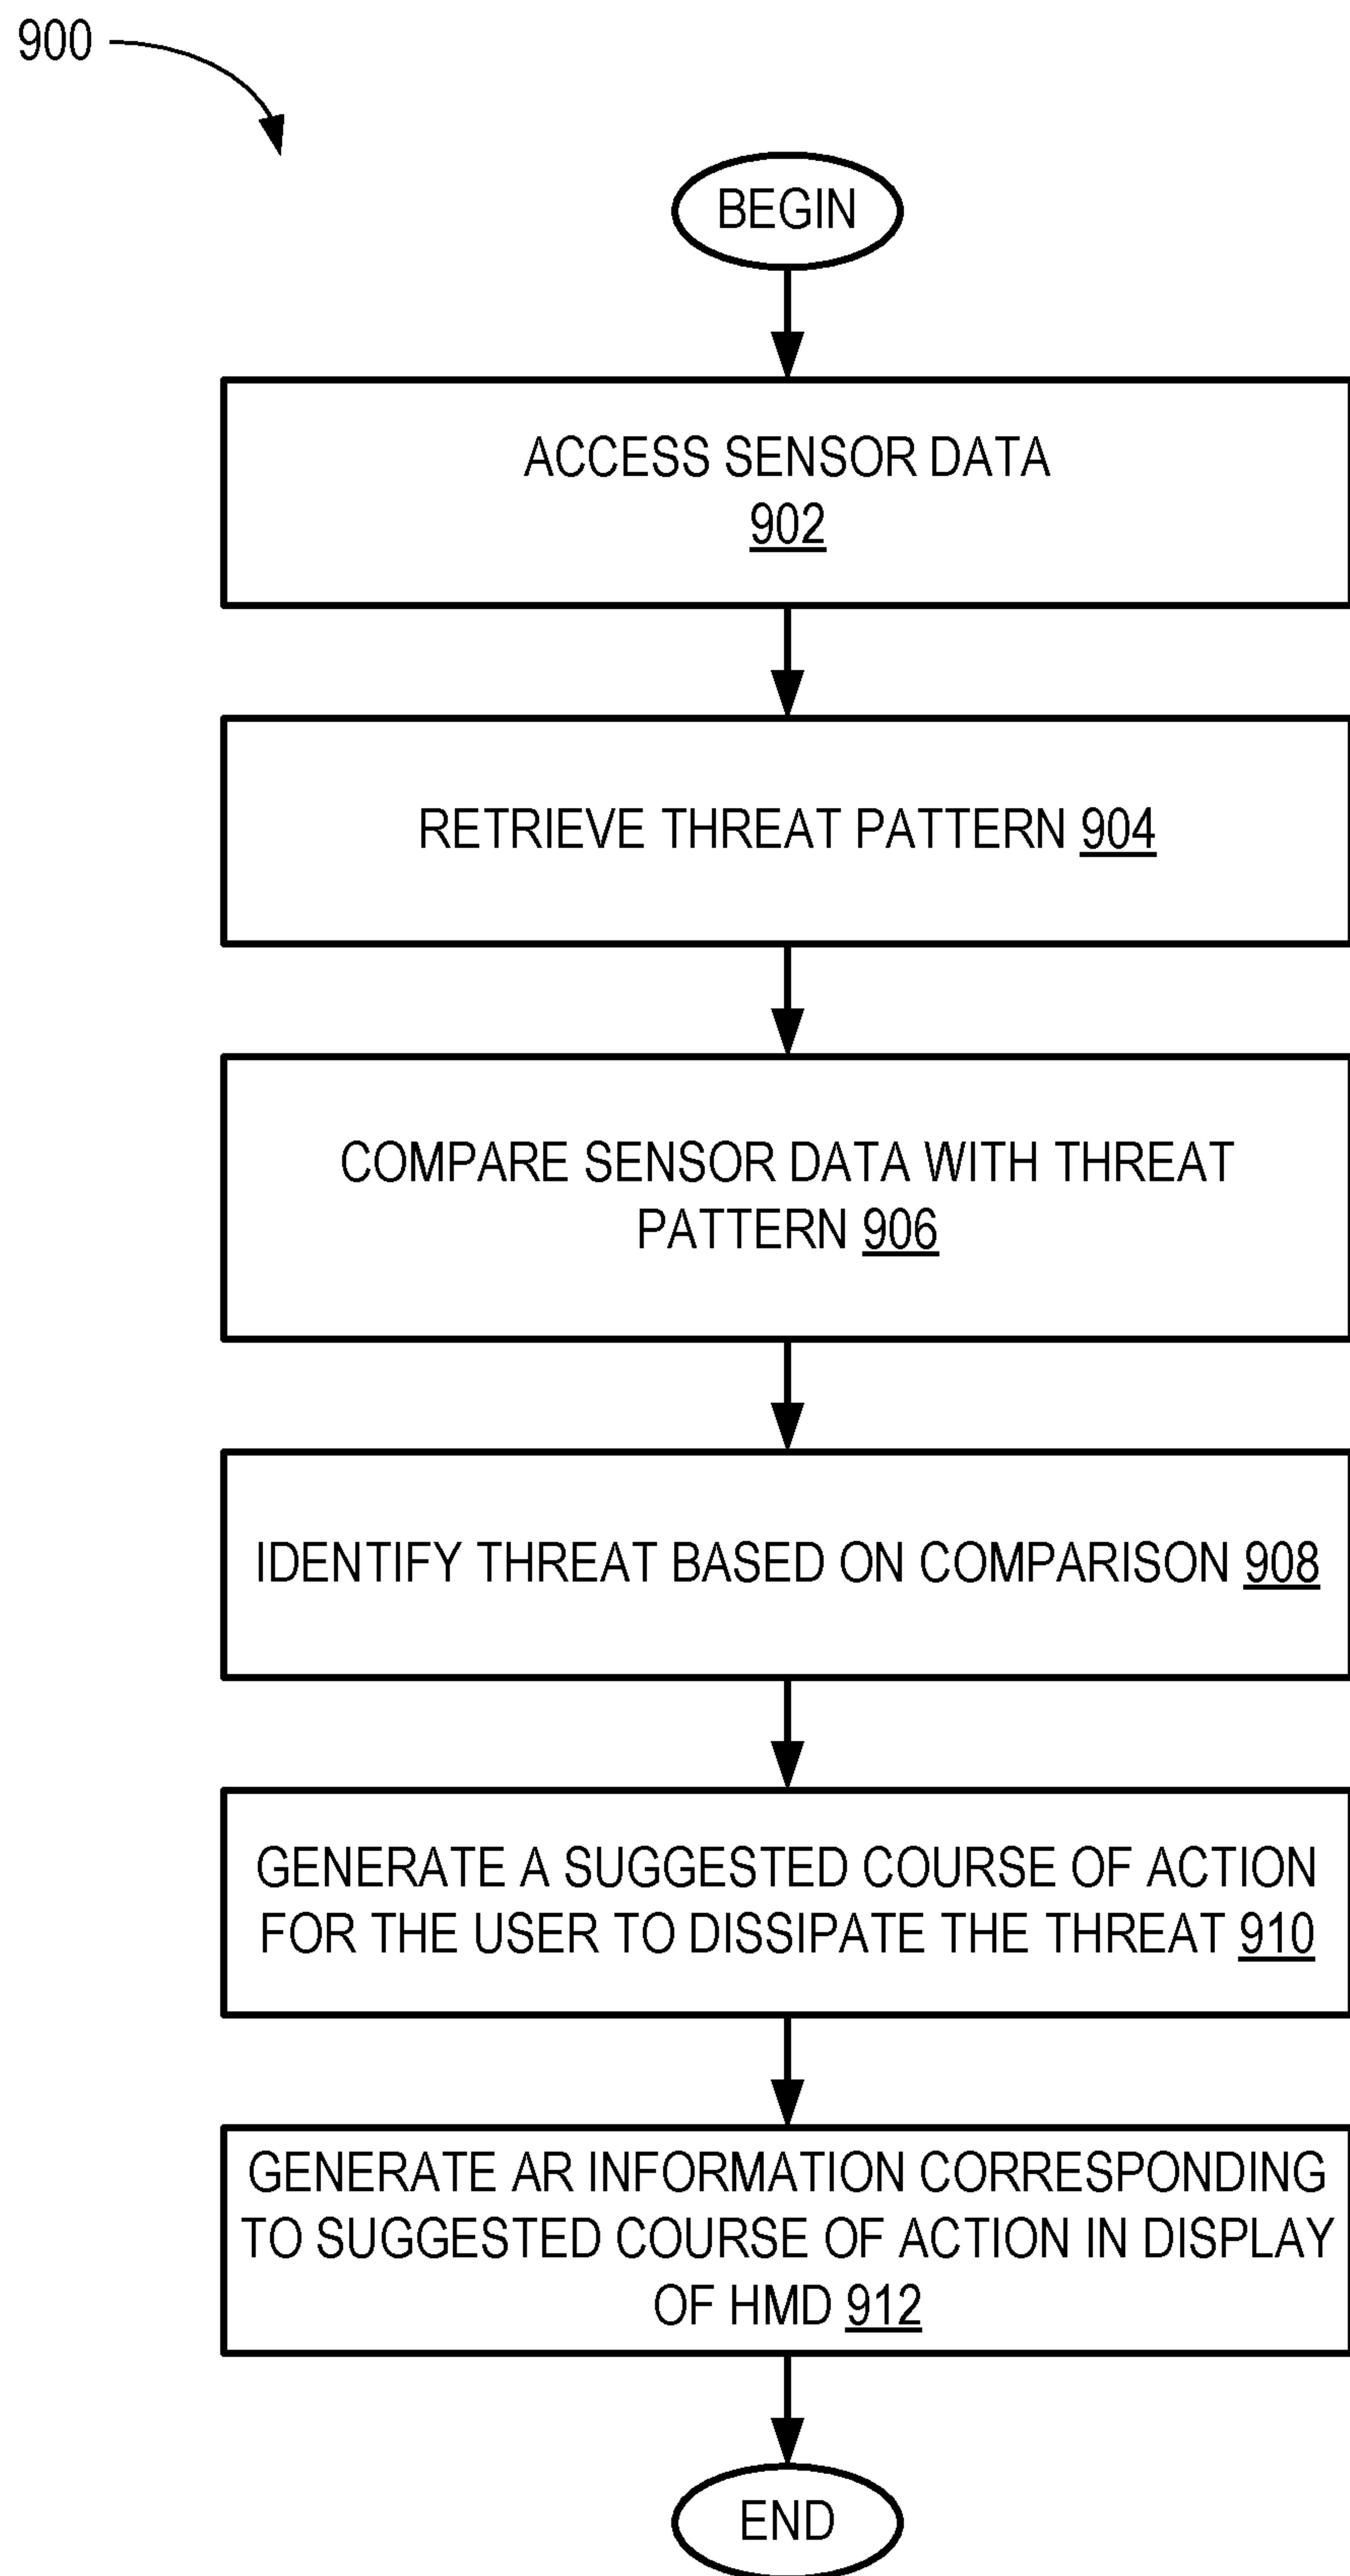 900
BEGIN
ACCESS SENSOR DATA
902
RETRIEVE THREAT PATTERN 904
COMPARE SENSOR DATA WITH THREAT
PATTERN 906
IDENTIFY THREAT BASED ON COMPARISON 908
GENERATE A SUGGESTED COURSE OF ACTION
FOR THE USER TO DISSIPATE THE THREAT 910
GENERATE AR INFORMATION CORRESPONDING
TO SUGGESTED COURSE OF ACTION IN DISPLAY
OF HMD 912
END